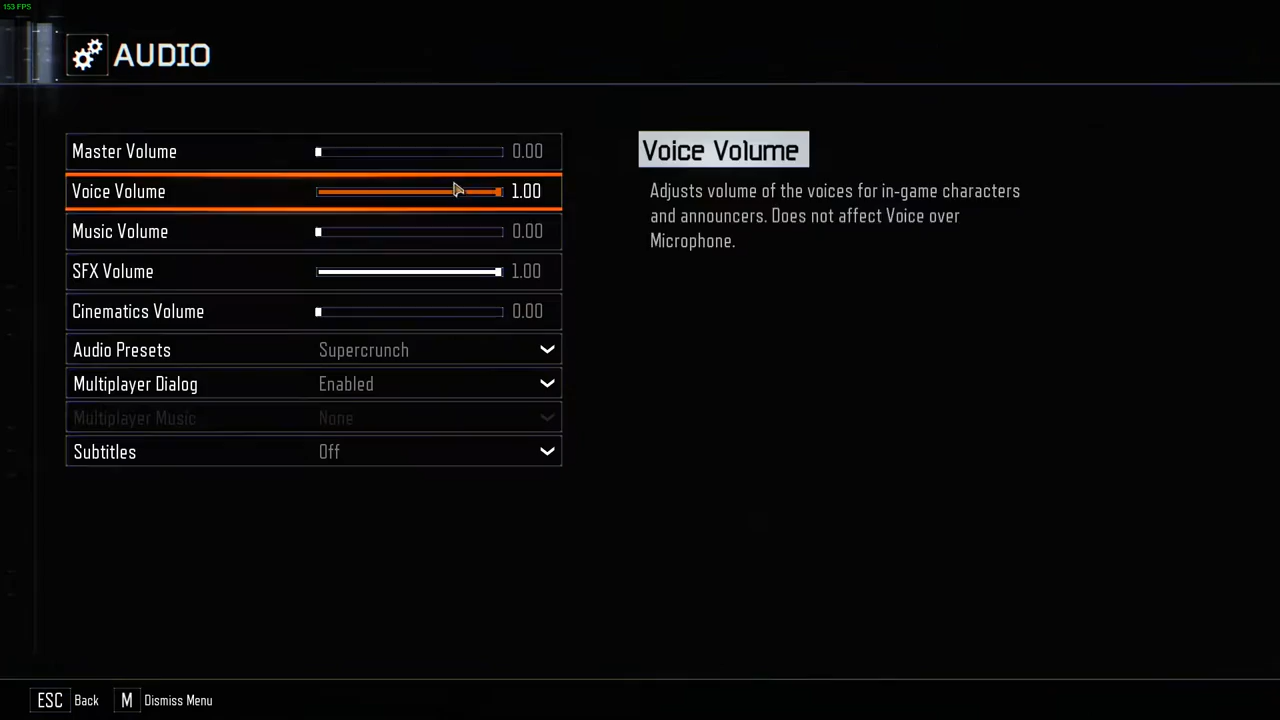 153 FPS
AUDIO
Master Volume 0.00
Voice Volume 1.00
Music Volume 0.00
SFX Volume 1.00
Cinematics Volume 0.00
Audio Presets Supercrunch
Multiplayer Dialog Enabled
Multiplayer Music None
Subtitles Off
Voice Volume
Adjusts volume of the voices for in-game characters
and announcers. Does not affect Voice over
Microphone.
ESC Back M Dismiss Menu